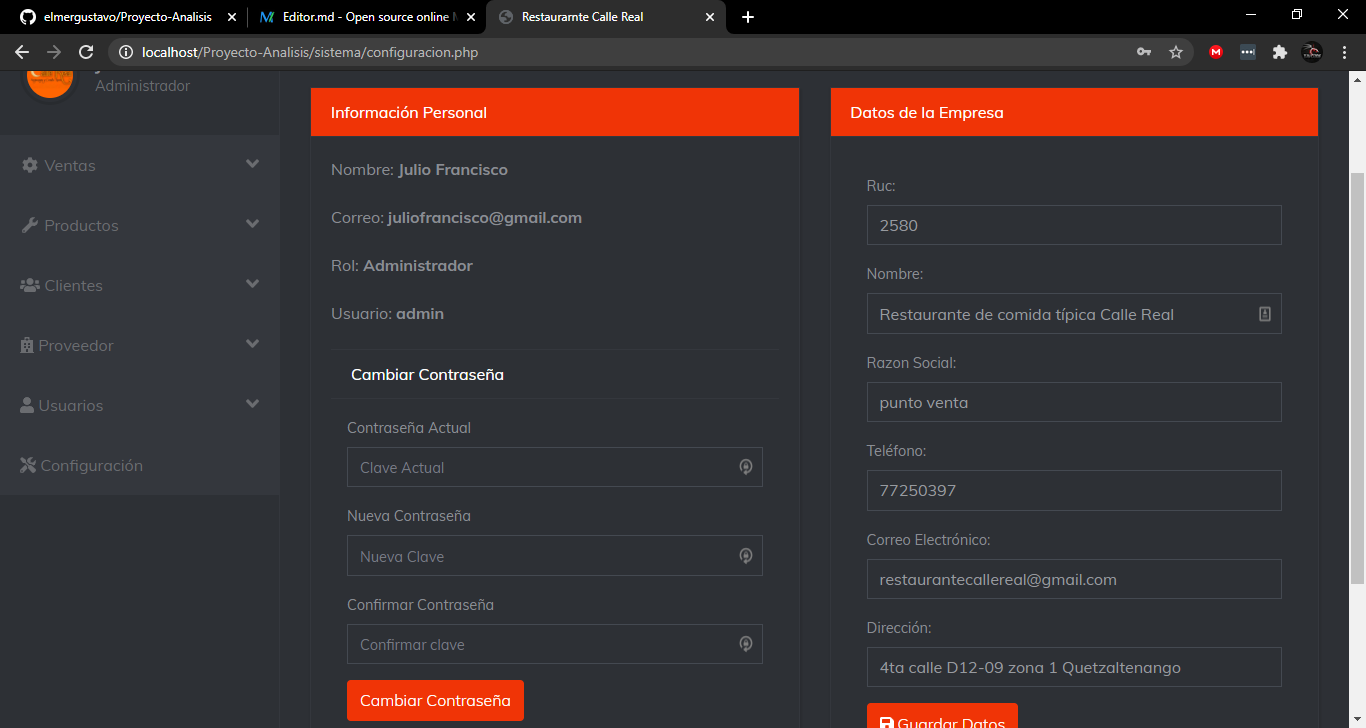 elmergustavo/Proyecto-Analisis
Editor.md - Open source online
Restaurarnte Calle Real
localhost/Proyecto-Analisis/sistema/configuracion.php
Administrador
Ventas
Productos
Clientes
Proveedor
Usuarios
Configuración
Información Personal
Nombre: Julio Francisco
Correo: juliofrancisco@gmail.com
Rol: Administrador
Usuario: admin
Cambiar Contraseña
Contraseña Actual
Clave Actual
Nueva Contraseña
Nueva Clave
Confirmar Contraseña
Confirmar clave
Cambiar Contraseña
Datos de la Empresa
Ruc:
2580
Nombre:
Restaurante de comida típica Calle Real
Razon Social:
punto venta
Teléfono:
77250397
Correo Electrónico:
restaurantecallereal@gmail.com
Dirección:
4ta calle D12-09 zona 1 Quetzaltenango
Guardar Datos